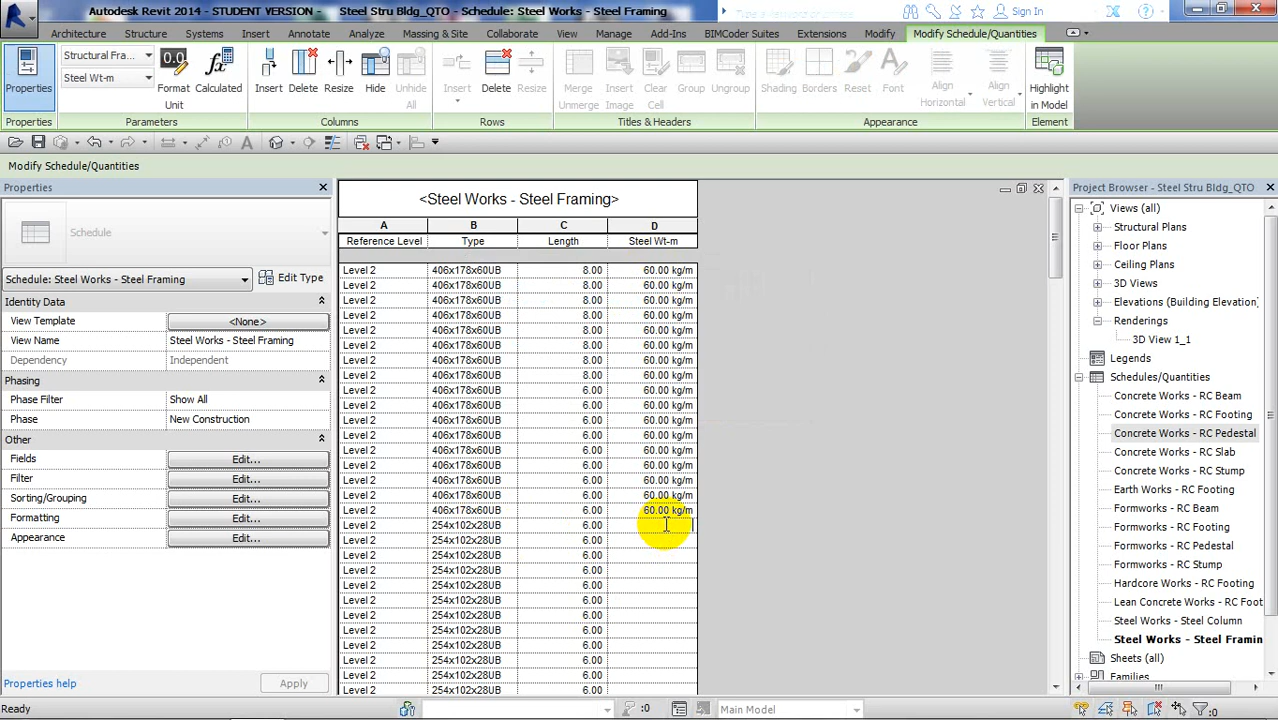 Autodesk Revit 2014 - STUDENT VERSION - Steel Stru Bldg_QTO - Schedule: Steel Works - Steel Framing
Type a keyword or phrase
Sign In
Architecture Structure Systems Insert Annotate Analyze Massing & Site Collaborate View Manage Add-Ins BIMCoder Suites Extensions Modify Modify Schedule/Quantities
Structural Fra...
Steel Wt-m
Properties Format Unit Calculated Insert Delete Resize Hide Unhide All Insert Delete Resize Merge Unmerge Insert Image Clear Cell Group Ungroup Shading Borders Reset Font Align Horizontal Align Vertical Highlight in Model
Properties Parameters Columns Rows Titles & Headers Appearance Element
Modify Schedule/Quantities
Properties
Schedule
Schedule: Steel Works - Steel Framing
Edit Type
Identity Data
View Template <None>
View Name Steel Works - Steel Framing
Dependency Independent
Phasing
Phase Filter Show All
Phase New Construction
Other
Fields Edit...
Filter Edit...
Sorting/Grouping Edit...
Formatting Edit...
Appearance Edit...
Properties help
Apply
<Steel Works - Steel Framing>
A B C D
Reference Level Type Length Steel Wt-m
Level 2 406x178x60UB 8.00 60.00 kg/m
Level 2 406x178x60UB 8.00 60.00 kg/m
Level 2 406x178x60UB 8.00 60.00 kg/m
Level 2 406x178x60UB 8.00 60.00 kg/m
Level 2 406x178x60UB 8.00 60.00 kg/m
Level 2 406x178x60UB 8.00 60.00 kg/m
Level 2 406x178x60UB 8.00 60.00 kg/m
Level 2 406x178x60UB 8.00 60.00 kg/m
Level 2 406x178x60UB 6.00 60.00 kg/m
Level 2 406x178x60UB 6.00 60.00 kg/m
Level 2 406x178x60UB 6.00 60.00 kg/m
Level 2 406x178x60UB 6.00 60.00 kg/m
Level 2 406x178x60UB 6.00 60.00 kg/m
Level 2 406x178x60UB 6.00 60.00 kg/m
Level 2 406x178x60UB 6.00 60.00 kg/m
Level 2 406x178x60UB 6.00 60.00 kg/m
Level 2 406x178x60UB 6.00 60.00 kg/m
Level 2 254x102x28UB 6.00
Level 2 254x102x28UB 6.00
Level 2 254x102x28UB 6.00
Level 2 254x102x28UB 6.00
Level 2 254x102x28UB 6.00
Level 2 254x102x28UB 6.00
Level 2 254x102x28UB 6.00
Level 2 254x102x28UB 6.00
Level 2 254x102x28UB 6.00
Level 2 254x102x28UB 6.00
Level 2 254x102x28UB 6.00
Level 2 254x102x28UB 6.00
Project Browser - Steel Stru Bldg_QTO
Views (all)
Structural Plans
Floor Plans
Ceiling Plans
3D Views
Elevations (Building Elevation)
Renderings
3D View 1_1
Legends
Schedules/Quantities
Concrete Works - RC Beam
Concrete Works - RC Footing
Concrete Works - RC Pedestal
Concrete Works - RC Slab
Concrete Works - RC Stump
Earth Works - RC Footing
Formworks - RC Beam
Formworks - RC Footing
Formworks - RC Pedestal
Formworks - RC Stump
Hardcore Works - RC Footing
Lean Concrete Works - RC Foot
Steel Works - Steel Column
Steel Works - Steel Framin
Sheets (all)
Families
Ready
:0
Main Model
:0